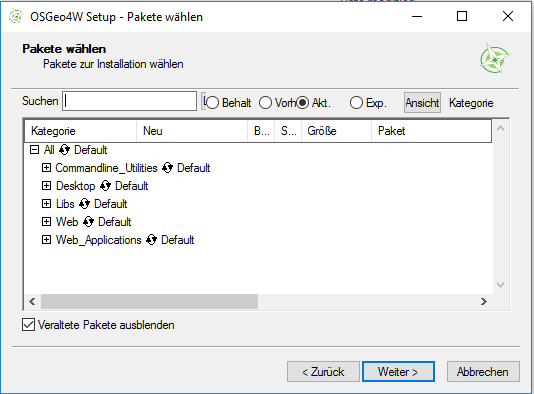 OSGeo4W Setup - Pakete wählen
Pakete wählen
Pakete zur Installation wählen
Suchen Behalt Vorh Akt. Exp. Ansicht Kategorie
Kategorie Neu B... S... Größe Paket
All Default
Commandline_Utilities Default
Desktop Default
Libs Default
Web Default
Web_Applications Default
Veraltete Pakete ausblenden
< Zurück Weiter > Abbrechen